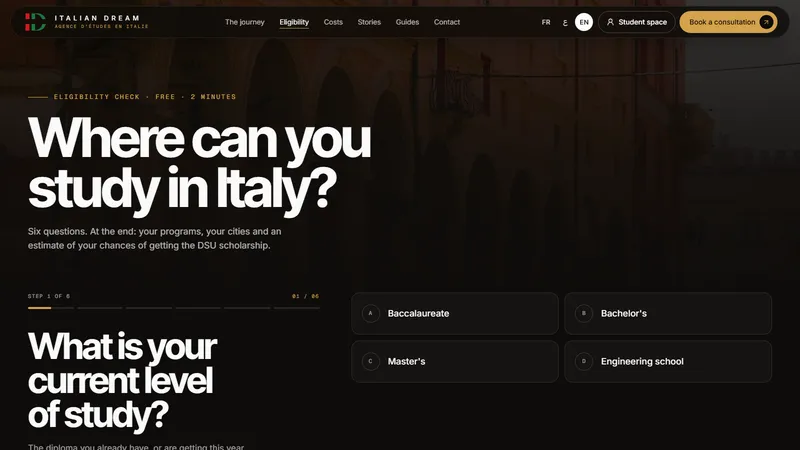 ITALIAN DREAM
AGENCE D'ÉTUDES EN ITALIE
The journey
Eligibility
Costs
Stories
Guides
Contact
FR
ع
EN
Student space
Book a consultation
ELIGIBILITY CHECK · FREE · 2 MINUTES
Where can you
study in Italy?
Six questions. At the end: your programs, your cities and an
estimate of your chances of getting the DSU scholarship.
STEP 1 OF 6
01 / 06
What is your
current level
of study?
The diploma you already have, or are getting this year.
A
Baccalaureate
B
Bachelor's
C
Master's
D
Engineering school